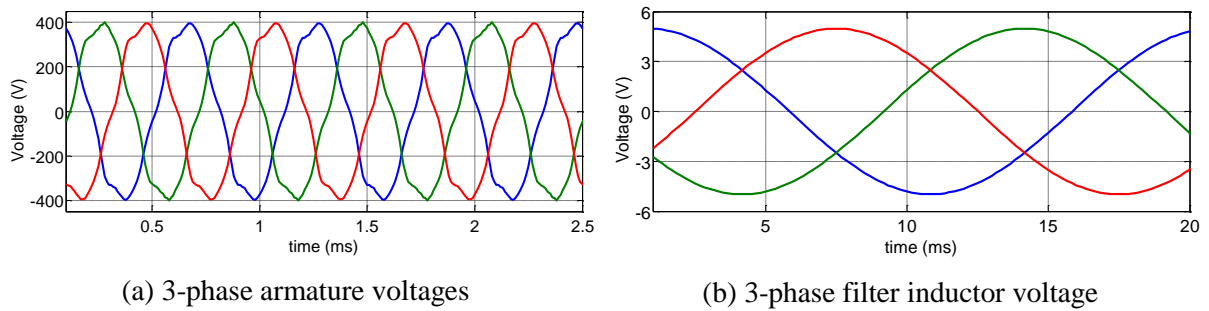 400
200
0
-200
-400
Voltage (V)
0.5 1 1.5 2 2.5
time (ms)
(a) 3-phase armature voltages
6
3
0
-3
-6
Voltage (V)
5 10 15 20
time (ms)
(b) 3-phase filter inductor voltage